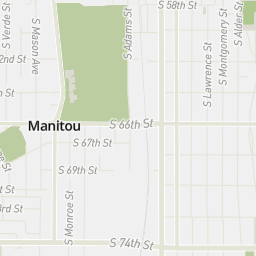 S 58th St
S Verde St
S Mason Ave
S Adams St
S Lawrence St
S Montgomery St
S Alder St
2nd St
Manitou
S 66th St
S 67th St
S 69th St
S Monroe St
3rd St
S 74th St